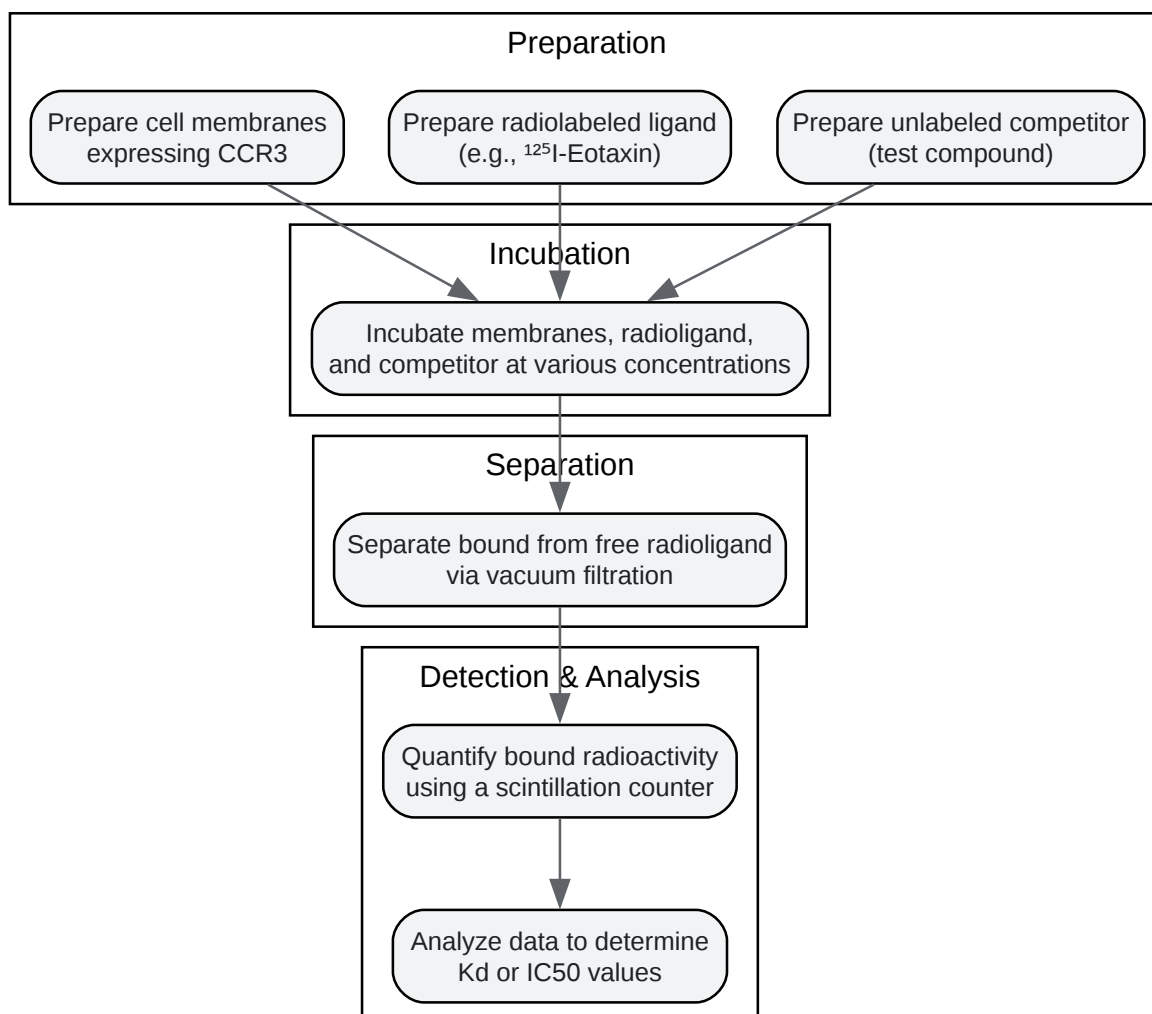 Preparation
Prepare cell membranes
expressing CCR3
Prepare radiolabeled ligand
(e.g., ¹²⁵I-Eotaxin)
Prepare unlabeled competitor
(test compound)
Incubation
Incubate membranes, radioligand,
and competitor at various concentrations
Separation
Separate bound from free radioligand
via vacuum filtration
Detection & Analysis
Quantify bound radioactivity
using a scintillation counter
Analyze data to determine
Kd or IC50 values